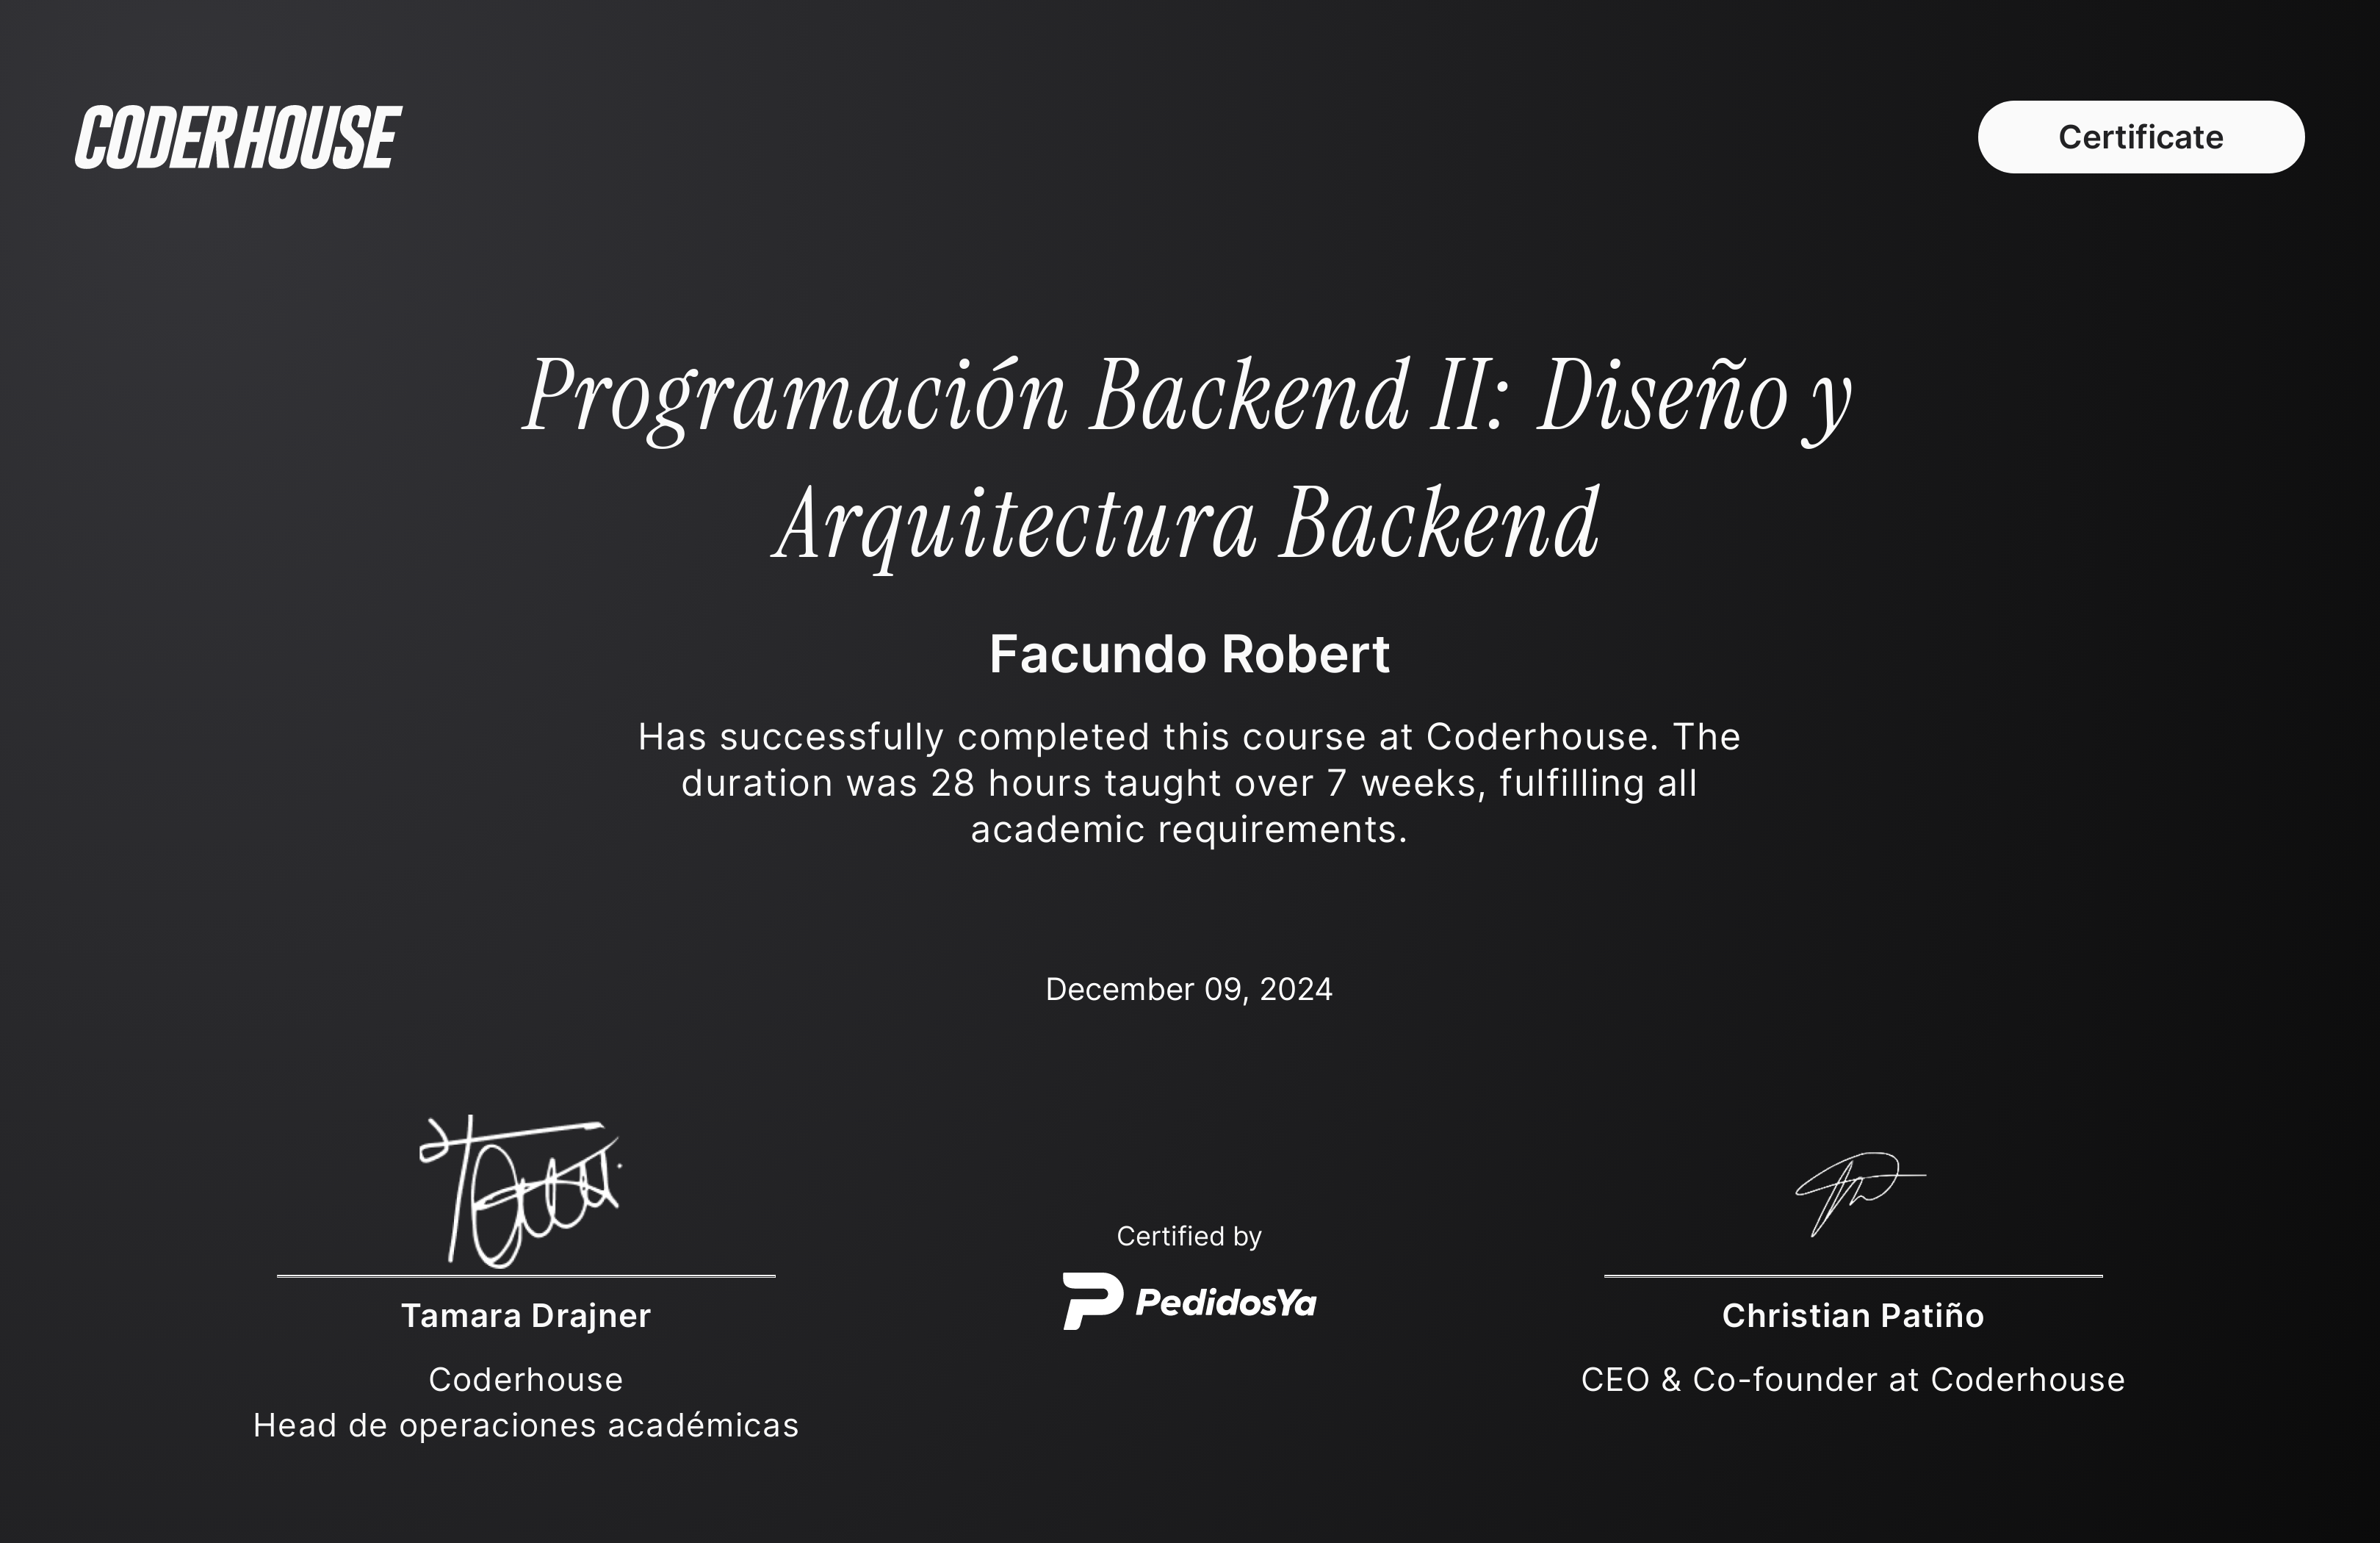 CODERHOUSE
Certificate
Programación Backend II: Diseño y
Arquitectura Backend
Facundo Robert
Has successfully completed this course at Coderhouse. The
duration was 28 hours taught over 7 weeks, fulfilling all
academic requirements.
December 09, 2024
Certified by
PedidosYa
Tamara Drajner
Coderhouse
Head de operaciones académicas
Christian Patiño
CEO & Co-founder at Coderhouse